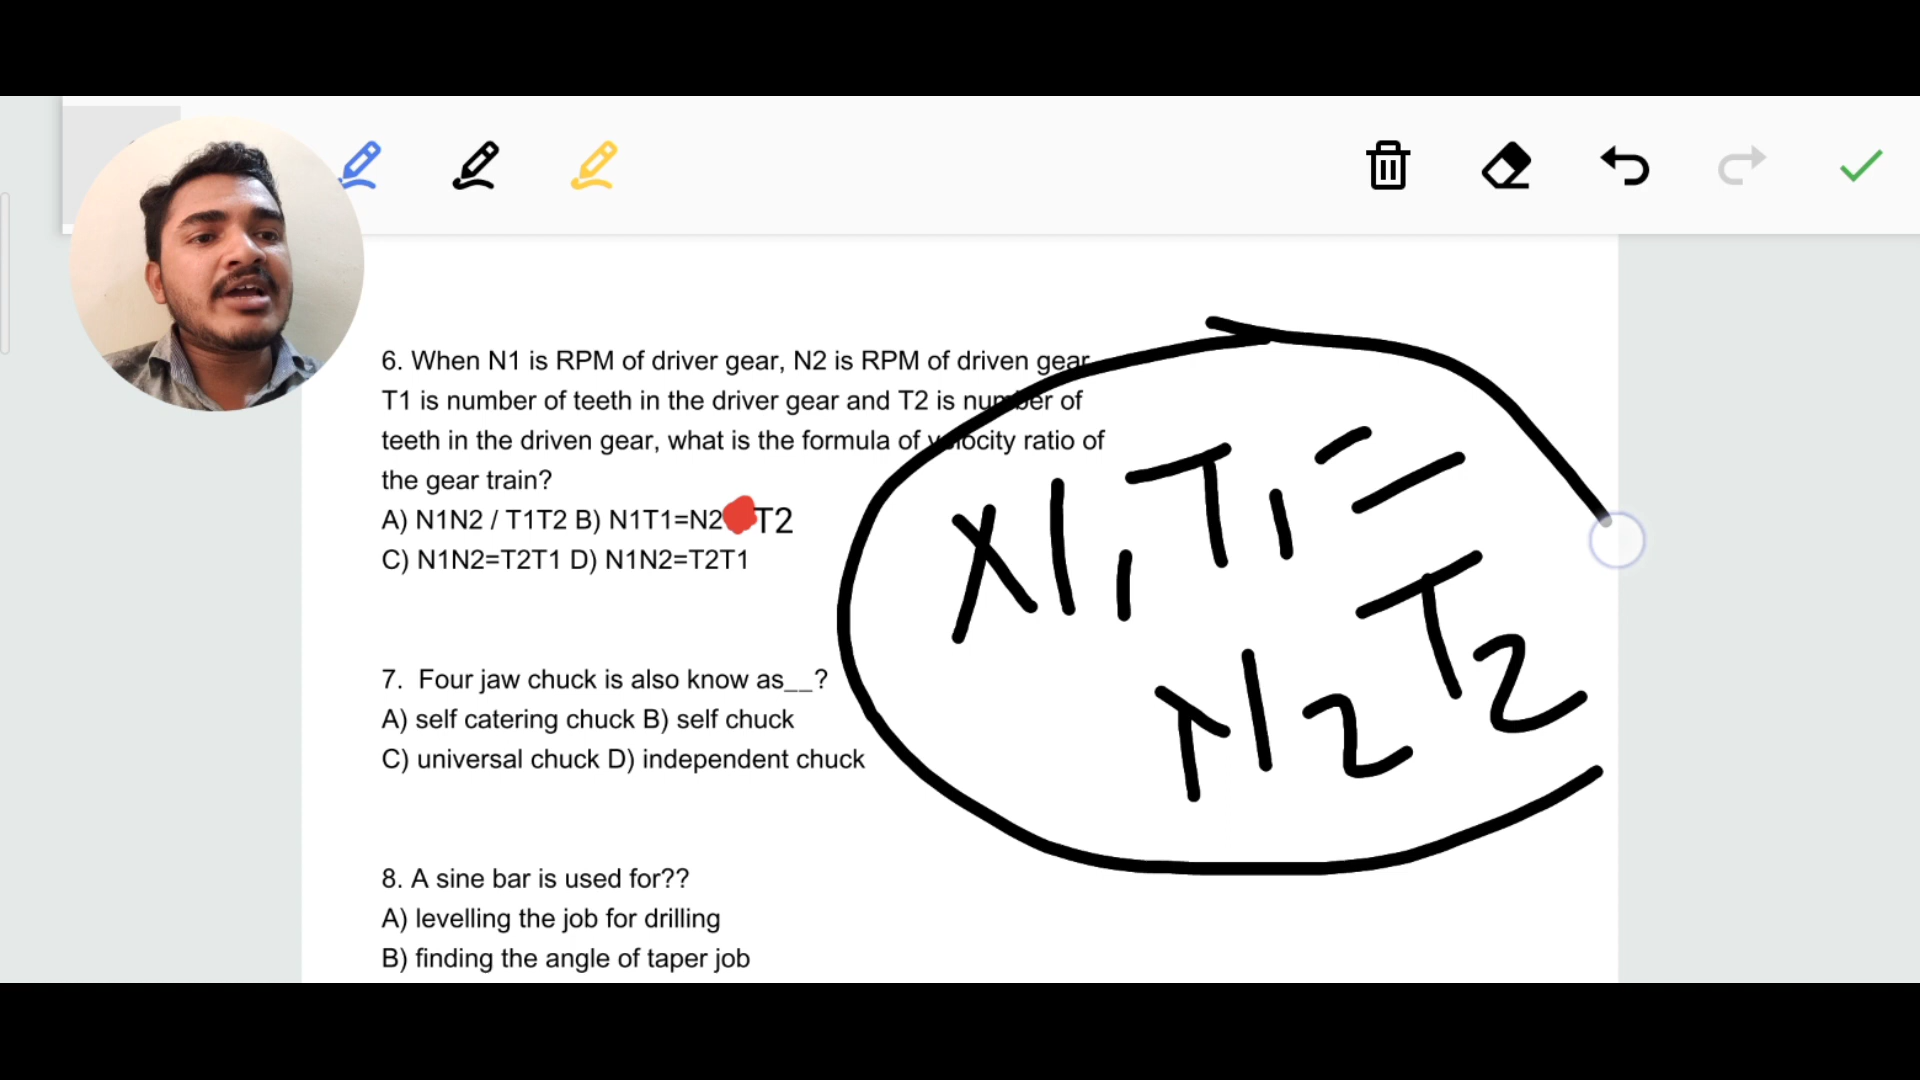 6. When N1 is RPM of driver gear, N2 is RPM of driven gear
T1 is number of teeth in the driver gear and T2 is number of
teeth in the driven gear, what is the formula of velocity ratio of
the gear train?
A) N1N2 / T1T2 B) N1T1=N2 T2
C) N1N2=T2T1 D) N1N2=T2T1
N1T1=
N2T2
7. Four jaw chuck is also know as__?
A) self catering chuck B) self chuck
C) universal chuck D) independent chuck
8. A sine bar is used for??
A) levelling the job for drilling
B) finding the angle of taper job